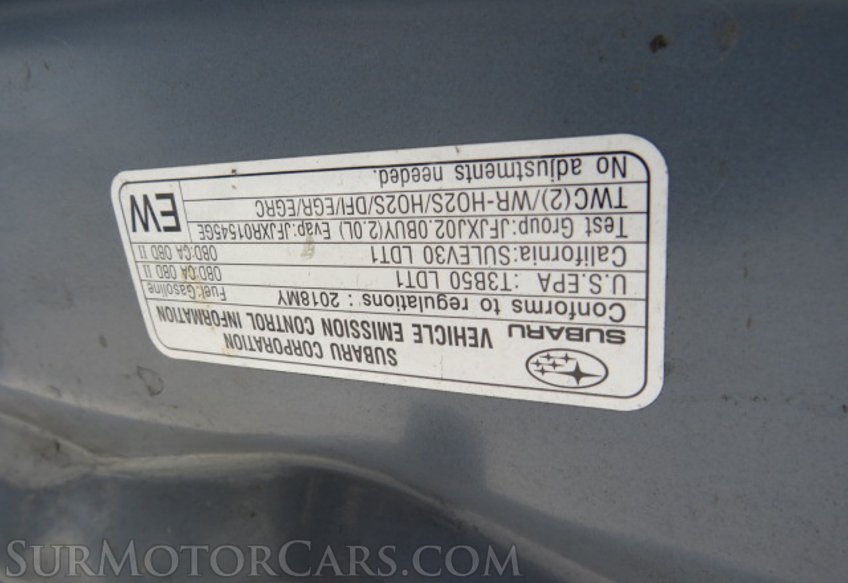 SUBARU CORPORATION
SUBARU VEHICLE EMISSION CONTROL INFORMATION
Conforms to regulations : 2018MY Fuel:Gasoline
U.S.EPA :T3B50 LDT1 OBD:CA OBD II
California:SULEV30 LDT1 OBD:CA OBD II
Test Group:JFJXJ02.0BUY(2.0L) Evap:JFJXR01545GE
TWC(2)/WR-HO2S/HO2S/DFI/EGR/EGRC
No adjustments needed.
EW
SURMOTORCARS.COM